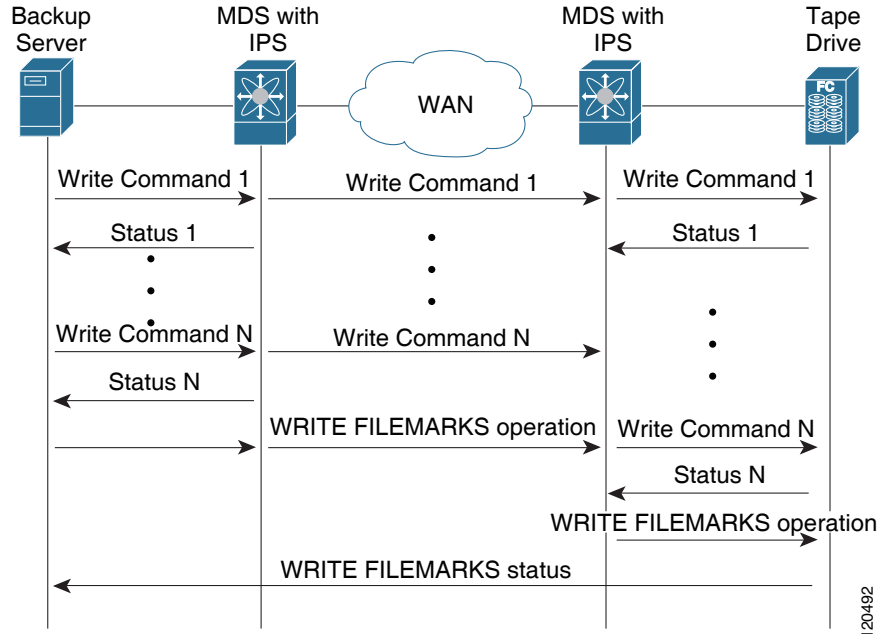 Backup
Server
MDS with
IPS
MDS with
IPS
Tape
Drive
WAN
FC
Write Command 1
Write Command 1
Write Command 1
Status 1
Status 1
Write Command N
Write Command N
Status N
WRITE FILEMARKS operation
Write Command N
Status N
WRITE FILEMARKS operation
WRITE FILEMARKS status
120492